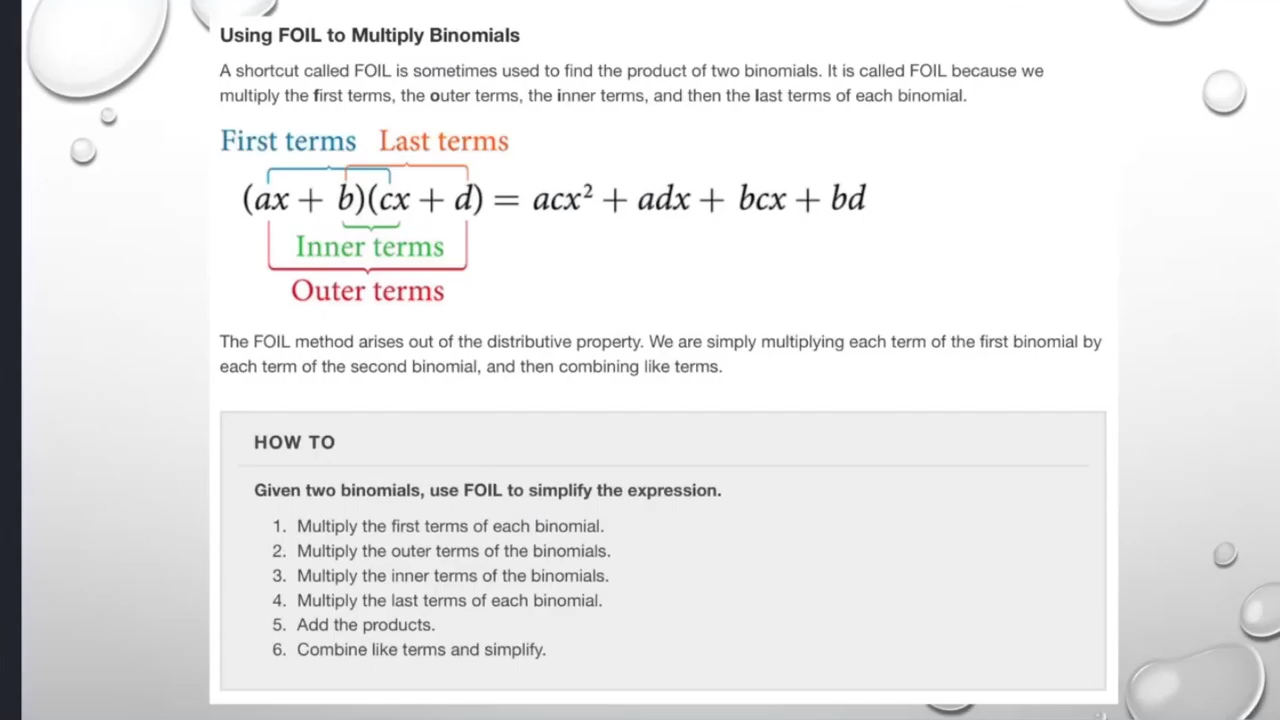 Using FOIL to Multiply Binomials
A shortcut called FOIL is sometimes used to find the product of two binomials. It is called FOIL because we
multiply the first terms, the outer terms, the inner terms, and then the last terms of each binomial.
First terms Last terms
(ax + b)(cx + d) = acx² + adx + bcx + bd
Inner terms
Outer terms
The FOIL method arises out of the distributive property. We are simply multiplying each term of the first binomial by
each term of the second binomial, and then combining like terms.
HOW TO
Given two binomials, use FOIL to simplify the expression.
1. Multiply the first terms of each binomial.
2. Multiply the outer terms of the binomials.
3. Multiply the inner terms of the binomials.
4. Multiply the last terms of each binomial.
5. Add the products.
6. Combine like terms and simplify.